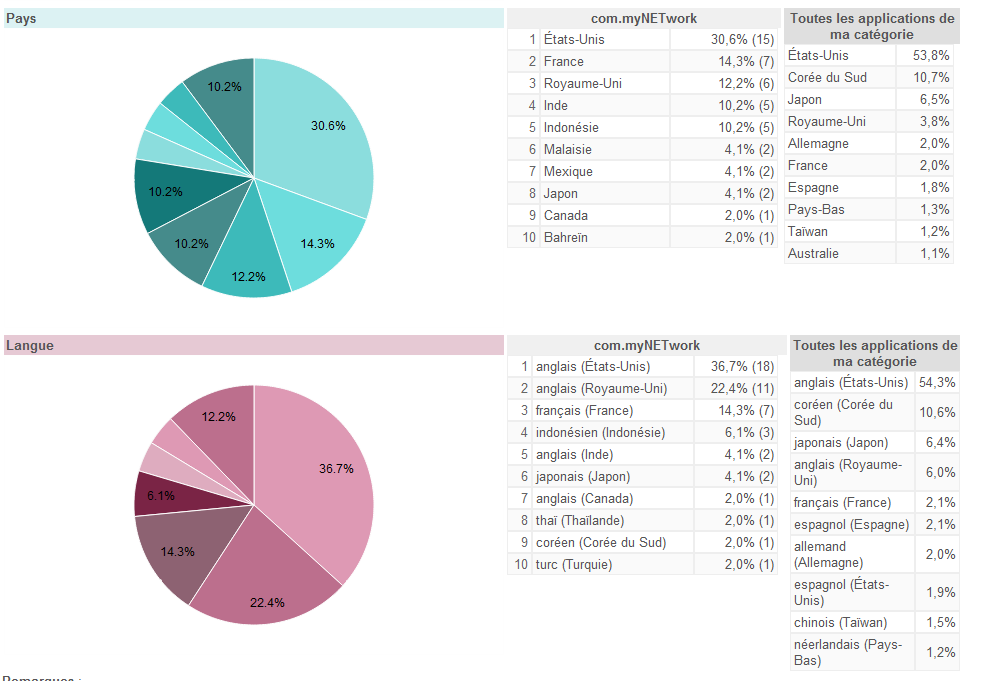 Pays
10.2%
30.6%
10.2%
10.2%
14.3%
12.2%
com.myNETwork
1 États-Unis 30,6% (15)
2 France 14,3% (7)
3 Royaume-Uni 12,2% (6)
4 Inde 10,2% (5)
5 Indonésie 10,2% (5)
6 Malaisie 4,1% (2)
7 Mexique 4,1% (2)
8 Japon 4,1% (2)
9 Canada 2,0% (1)
10 Bahreïn 2,0% (1)
Toutes les applications de
ma catégorie
États-Unis 53,8%
Corée du Sud 10,7%
Japon 6,5%
Royaume-Uni 3,8%
Allemagne 2,0%
France 2,0%
Espagne 1,8%
Pays-Bas 1,3%
Taïwan 1,2%
Australie 1,1%
Langue
12.2%
36.7%
6.1%
14.3%
22.4%
com.myNETwork
1 anglais (États-Unis) 36,7% (18)
2 anglais (Royaume-Uni) 22,4% (11)
3 français (France) 14,3% (7)
4 indonésien (Indonésie) 6,1% (3)
5 anglais (Inde) 4,1% (2)
6 japonais (Japon) 4,1% (2)
7 anglais (Canada) 2,0% (1)
8 thaï (Thaïlande) 2,0% (1)
9 coréen (Corée du Sud) 2,0% (1)
10 turc (Turquie) 2,0% (1)
Toutes les applications de
ma catégorie
anglais (États-Unis) 54,3%
coréen (Corée du
Sud) 10,6%
japonais (Japon) 6,4%
anglais (Royaume-
Uni) 6,0%
français (France) 2,1%
espagnol (Espagne) 2,1%
allemand
(Allemagne) 2,0%
espagnol (États-
Unis) 1,9%
chinois (Taïwan) 1,5%
néerlandais (Pays-
Bas) 1,2%
Remarques :